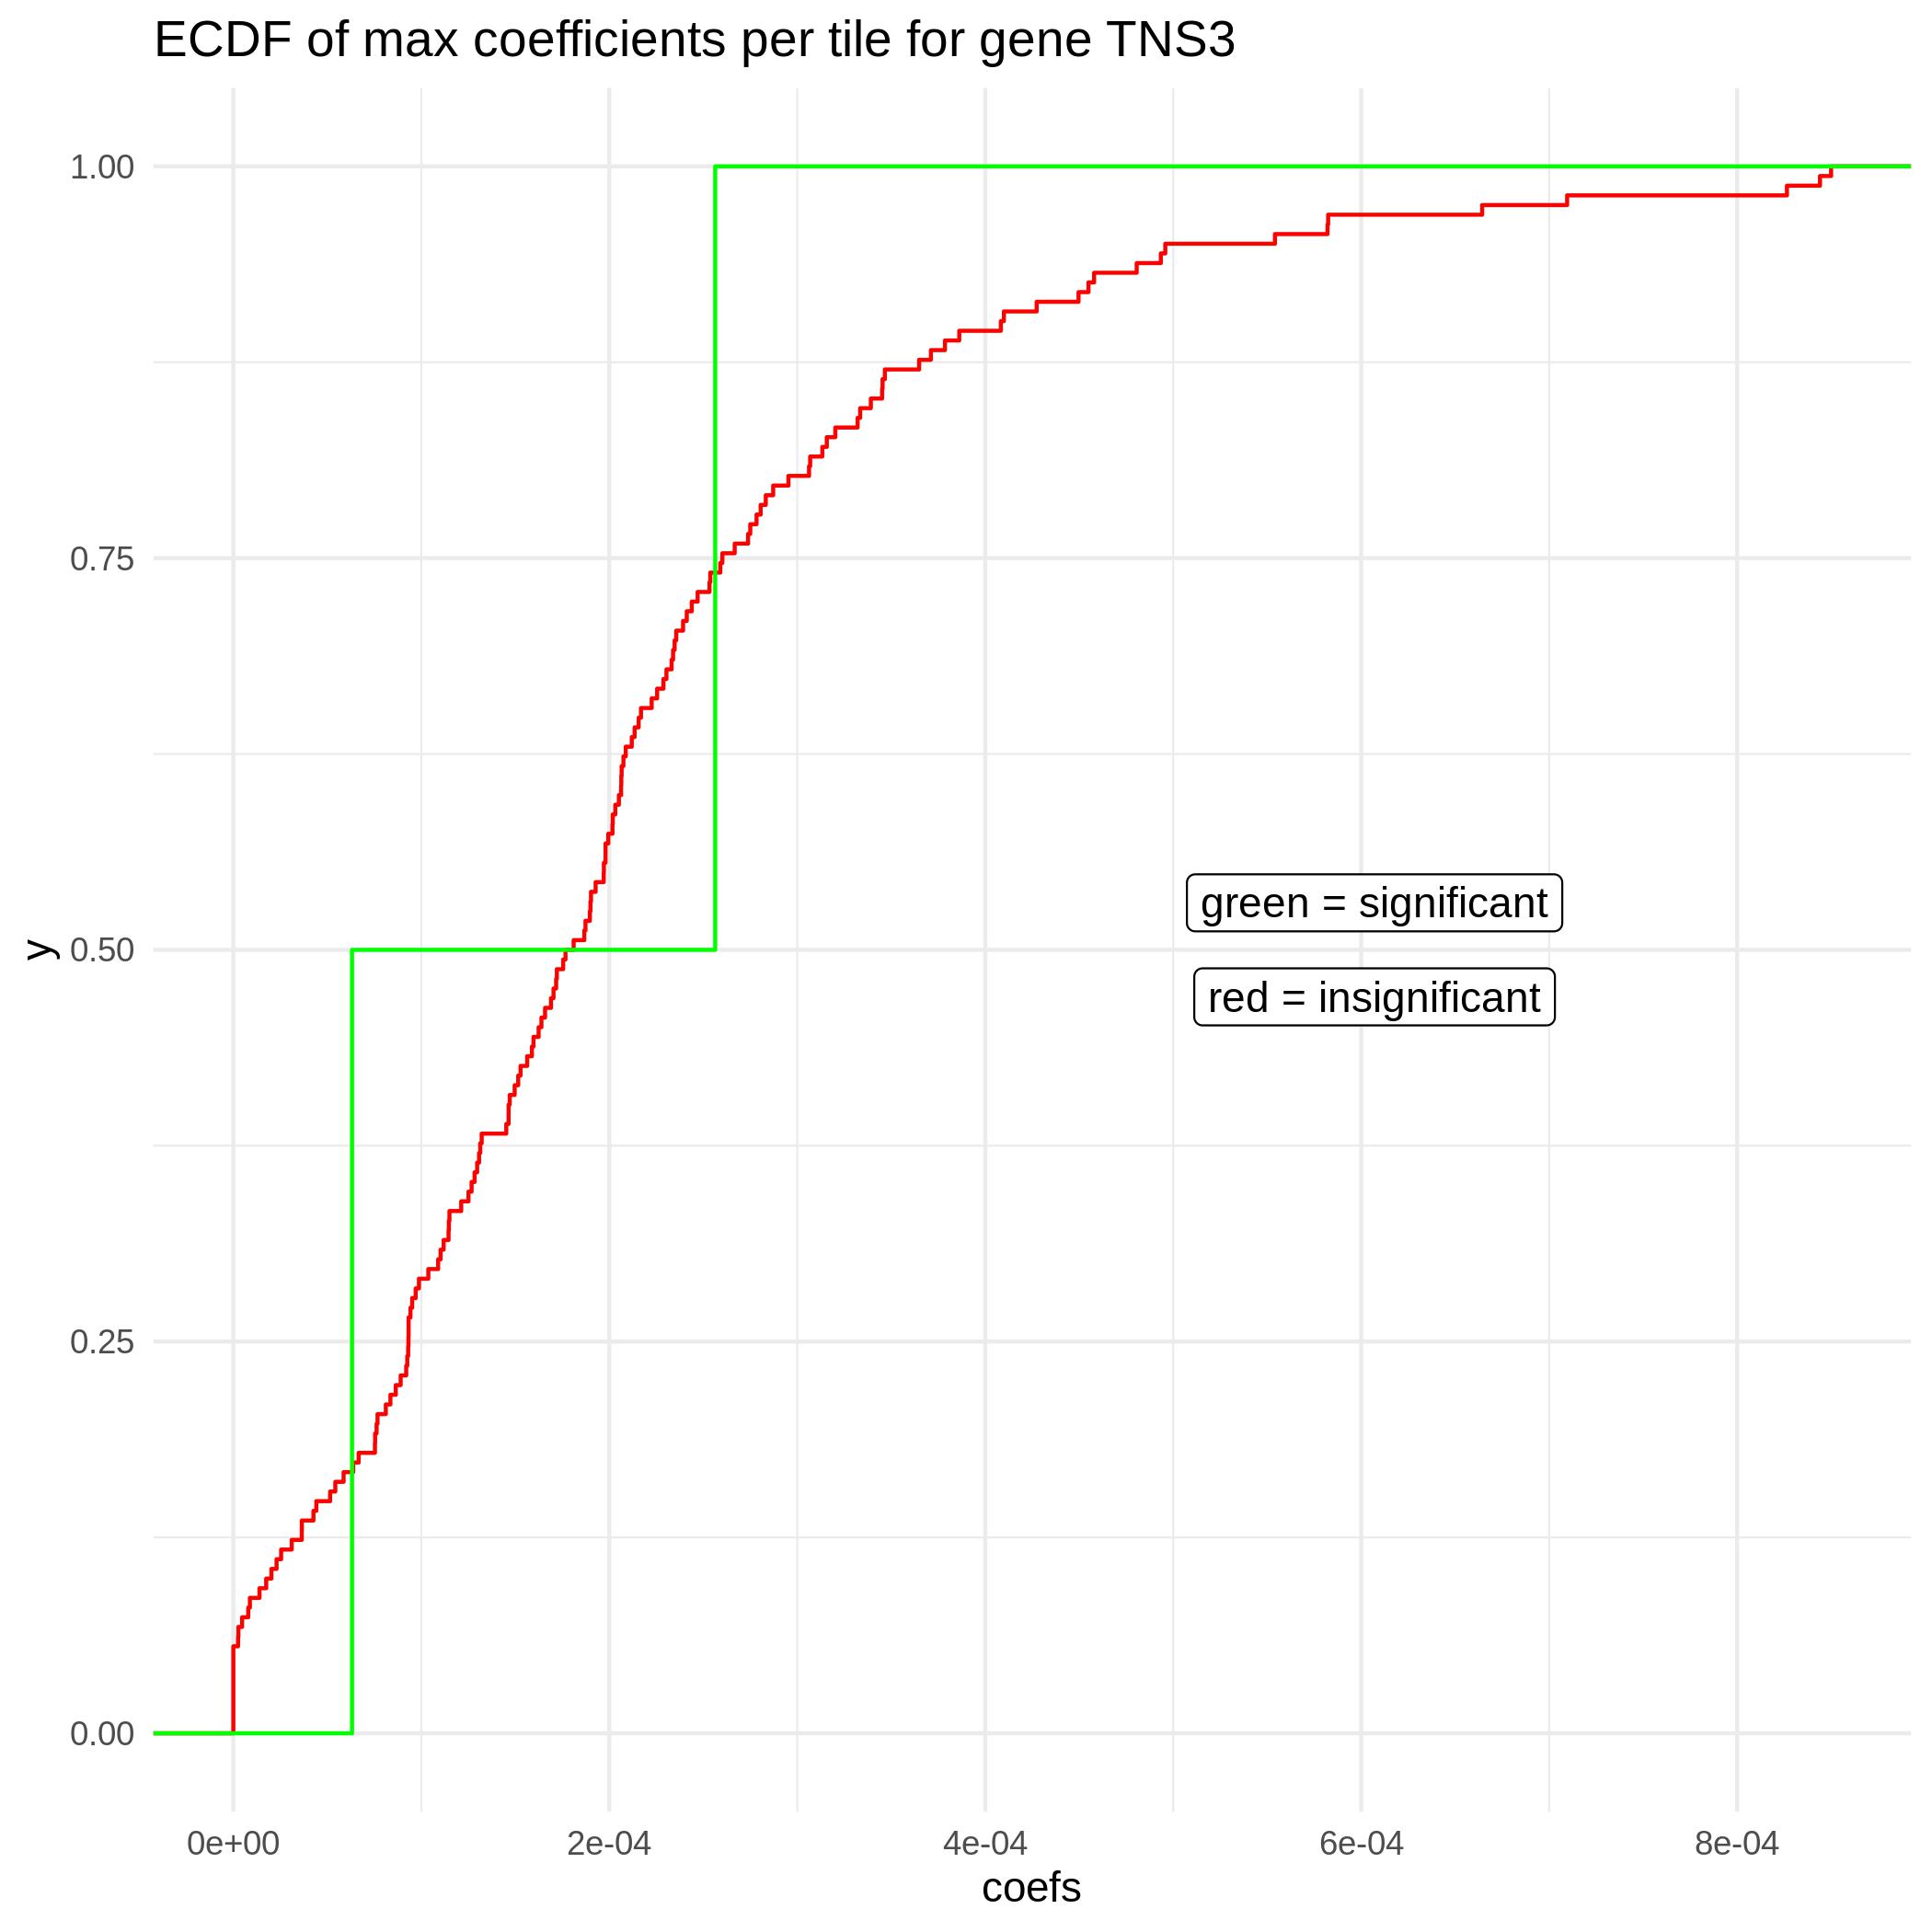 ECDF of max coefficients per tile for gene TNS3
1.00
0.75
0.50
0.25
0.00
y
green = significant
red = insignificant
0e+00 2e-04 4e-04 6e-04 8e-04
coefs